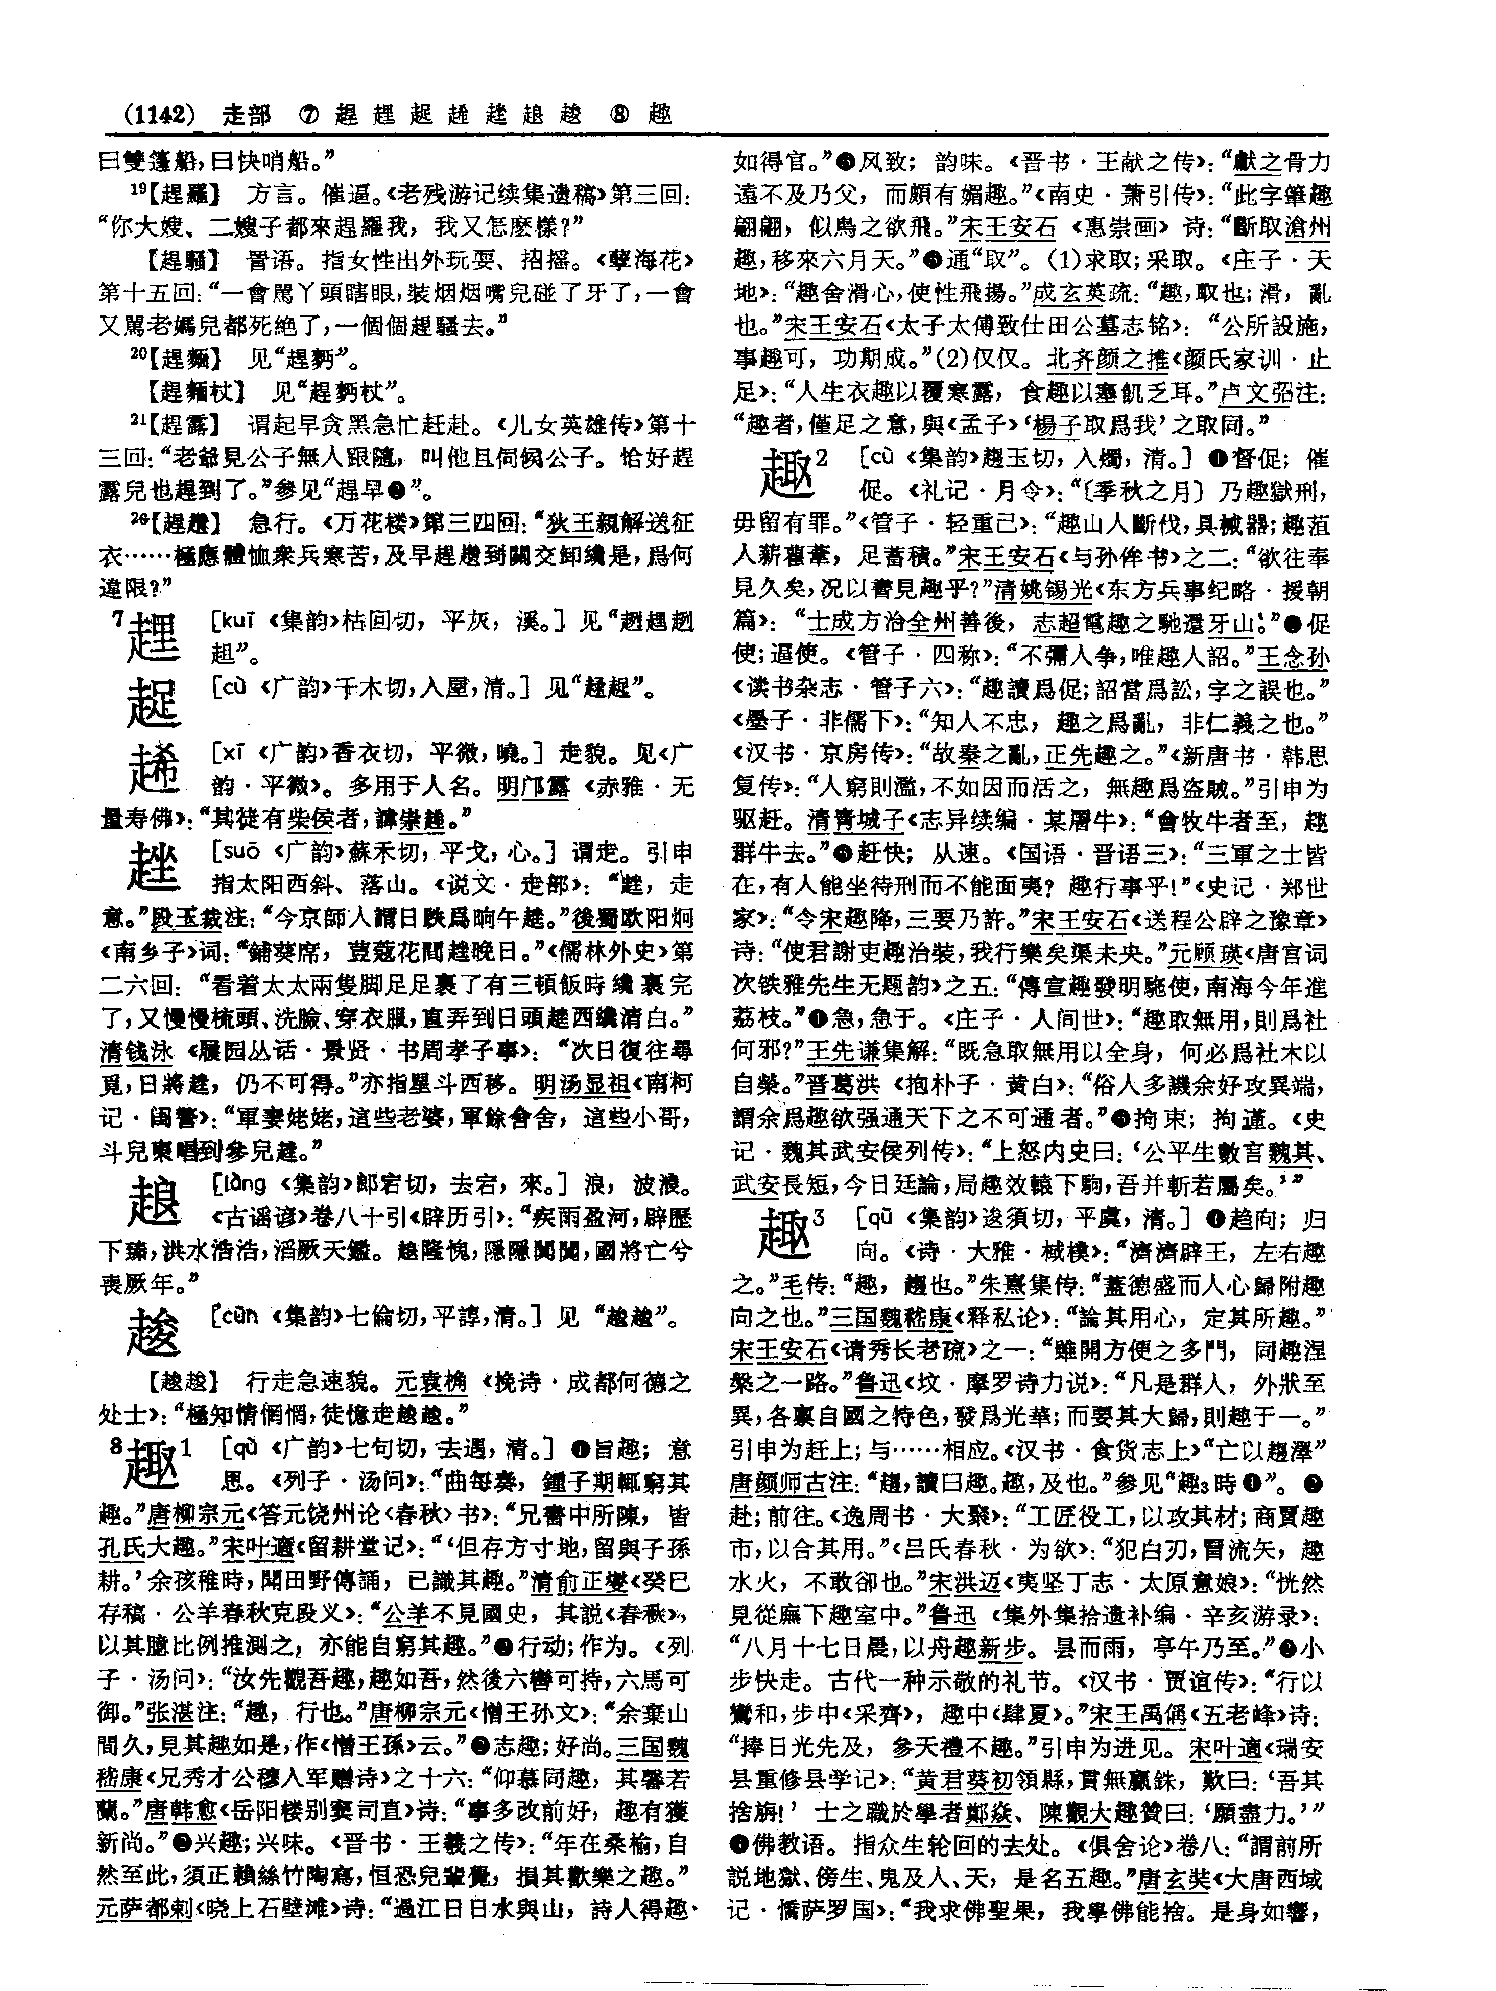 (1142) 走部 ⑦ 趕 𧻜 趗 趍 趖 𧻴 趁 ⑧ 趣
曰雙篷船,曰快哨船。”
¹⁹【趕羅】 方言。催逼。《老残游记续集遗稿》第三回:
“你大嫂、二嫂子都來趕羅我,我又怎麽樣?”
【趕騷】 詈语。指女性出外玩耍、招摇。《孽海花》
第十五回:“一會駡丫頭瞎眼,装烟烟嘴兒碰了牙了,一會
又駡老媽兒都死絶了,一個個趕騷去。”
²⁰【趕麵】 见“趕麪”。
【趕麵杖】 见“趕麪杖”。
²¹【趕露】 谓起早贪黑急忙赶赴。《儿女英雄传》第十
三回:“老爺見公子無人跟隨,叫他且伺候公子。恰好趕
露兒也趕到了。”参见“趕早❷”。
²⁶【趕趲】 急行。《万花楼》第三四回:“狄王親解送征
衣……極應體恤衆兵寒苦,及早趕趲到關交卸纔是,爲何
違限?”
[kuī 《集韵》枯回切,平灰,溪。] 见
[cù 《广韵》千木切,入屋,清。] 见
[xī 《广韵》香衣切,平微,曉。] 走貌。见《广
韵·平微》。多用于人名。明邝露 《赤雅·无
量寿佛》:“其徒有柴侯者,諱崇
趖 [suō 《广韵》蘇禾切,平戈,心。] 谓走。引申
指太阳西斜、落山。《说文·走部》:“趖,走
意。”段玉裁注:“今京師人謂日跌爲晌午趖。”後蜀欧阳炯
《南乡子》词:“鋪葵席,荳蔻花間趖晚日。”《儒林外史》第
二六回:“看着太太兩隻脚足足裹了有三頓飯時纔裹完
了,又慢慢梳頭、洗臉、穿衣服,直弄到日頭趖西纔清白。”
清钱泳 《履园丛话·景贤·书周孝子事》:“次日復往尋
覓,日將趖,仍不可得。”亦指星斗西移。明汤显祖《南柯
记·围警》:“軍妻姥姥,這些老婆,軍餘舍舍,這些小哥,
斗兒東唱到參兒趖。”
[làng 《集韵》郎宕切,去宕,來。] 浪,波浪。
《古谣谚》卷八十引《辟历引》:“疾雨盈河,辟歷
下臻,洪水浩浩,滔厥天鑑。隆愧,隱隱闐闐,國將亡兮
喪厥年。”
[cūn 《集韵》七倫切,平諄,清。] 见
行走急速貌。元袁桷 《挽诗·成都何德之
处士》:“極知情惘惘,徒憶走
⁸趣¹ [qù 《广韵》七句切,去遇,清。] ❶旨趣;意
思。《列子·汤问》:“曲每奏,鍾子期輒窮其
趣。”唐柳宗元《答元饶州论〈春秋〉书》:“兄書中所陳,皆
孔氏大趣。”宋叶適《留耕堂记》:“‘但存方寸地,留與子孫
耕。’余孩稚時,聞田野傳誦,已識其趣。”清俞正燮《癸巳
存稿·公羊春秋克段义》:“公羊不見國史,其説《春秋》,
以其臆比例推測之,亦能自窮其趣。”❷行动;作为。《列
子·汤问》:“汝先觀吾趣,趣如吾,然後六轡可持,六馬可
御。”张湛注:“趣,行也。”唐柳宗元《憎王孙文》:“余棄山
間久,見其趣如是,作《憎王孫》云。”❸志趣;好尚。三国魏
嵇康《兄秀才公穆入军赠诗》之十六:“仰慕同趣,其馨若
蘭。”唐韩愈《岳阳楼别窦司直》诗:“事多改前好,趣有獲
新尚。”❹兴趣;兴味。《晋书·王羲之传》:“年在桑榆,自
然至此,須正賴絲竹陶寫,恒恐兒輩覺,損其歡樂之趣。”
元萨都剌《晓上石壁滩》诗:“過江日日水與山,詩人得趣
如得官。”❺风致;韵味。《晋书·王献之传》:“獻之骨力
遠不及乃父,而頗有媚趣。”《南史·萧引传》:“此字筆趣
翩翩,似鳥之欲飛。”宋王安石 《惠崇画》 诗:“斷取滄州
趣,移來六月天。”❻通“取”。(1)求取;采取。《庄子·天
地》:“趣舍滑心,使性飛揚。”成玄英疏:“趣,取也;滑,亂
也。”宋王安石《太子太傅致仕田公墓志铭》:“公所設施,
事趣可,功期成。”(2)仅仅。北齐颜之推《颜氏家训·止
足》:“人生衣趣以覆寒露,食趣以塞飢乏耳。”卢文弨注:
“趣者,僅足之意,與《孟子》‘楊子取爲我’之取同。”
趣² [cù 《集韵》趨玉切,入燭,清。] ❶督促;催
促。《礼记·月令》:“〔季秋之月〕乃趣獄刑,
毋留有罪。”《管子·轻重己》:“趣山人斷伐,具械器;趣菹
人薪雚葦,足蓄積。”宋王安石《与孙侔书》之二:“欲往奉
見久矣,况以書見趣乎?”清姚锡光《东方兵事纪略·援朝
篇》:“士成方治全州善後,志超電趣之馳還牙山。”❷促
使;逼使。《管子·四称》:“不彌人争,唯趣人詔。”王念孙
《读书杂志·管子六》:“趣讀爲促;詔當爲訟,字之誤也。”
《墨子·非儒下》:“知人不忠,趣之爲亂,非仁義之也。”
《汉书·京房传》:“故秦之亂,正先趣之。”《新唐书·韩思
复传》:“人窮則濫,不如因而活之,無趣爲盗賊。”引申为
驱赶。清青城子《志异续编·某屠牛》:“會牧牛者至,趣
群牛去。”❸赶快;从速。《国语·晋语三》:“三軍之士皆
在,有人能坐待刑而不能面夷?趣行事乎!”《史记·郑世
家》:“令宋趣降,三要乃許。”宋王安石《送程公辟之豫章》
诗:“使君謝吏趣治裝,我行樂矣渠未央。”元顾瑛《唐宫词
次铁雅先生无题韵》之五:“傳宣趣發明駝使,南海今年進
荔枝。”❹急,急于。《庄子·人间世》:“趣取無用,則爲社
何邪?”王先谦集解:“既急取無用以全身,何必爲社木以
自榮。”晋葛洪 《抱朴子·黄白》:“俗人多譏余好攻異端,
謂余爲趣欲强通天下之不可通者。”❺拘束;拘谨。《史
记·魏其武安侯列传》:“上怒内史曰:‘公平生數言魏其、
武安長短,今日廷論,局趣效轅下駒,吾并斬若屬矣。’”
趣³ [qū 《集韵》逡須切,平虞,清。] ❶趋向;归
向。《诗·大雅·棫樸》:“濟濟辟王,左右趣
之。”毛传:“趣,趨也。”朱熹集传:“蓋德盛而人心歸附趣
向之也。”三国魏嵇康《释私论》:“論其用心,定其所趣。”
宋王安石《请秀长老疏》之一:“雖開方便之多門,同趣涅
槃之一路。”鲁迅《坟·摩罗诗力说》:“凡是群人,外狀至
異,各禀自國之特色,發爲光華;而要其大歸,則趣于一。”
引申为赶上;与……相应。《汉书·食货志上》“亡以趨澤”
唐颜师古注:“趨,讀曰趣。趣,及也。”参见“趣₃時❶”。❷
赴;前往。《逸周书·大聚》:“工匠役工,以攻其材;商賈趣
市,以合其用。”《吕氏春秋·为欲》:“犯白刃,冒流矢,趣
水火,不敢卻也。”宋洪迈《夷坚丁志·太原意娘》:“恍然
見從廡下趣室中。”鲁迅 《集外集拾遗补编·辛亥游录》:
“八月十七日晨,以舟趣新步。昙而雨,亭午乃至。”❸小
步快走。古代一种示敬的礼节。《汉书·贾谊传》:“行以
鸞和,步中《采齊》,趣中《肆夏》。”宋王禹偁《五老峰》诗:
“捧日光先及,參天禮不趣。”引申为进见。宋叶適《瑞安
县重修县学记》:“黄君葵初領縣,貫無贏銖,歎曰:‘吾其
捨旃!’士之職於學者鄭焱、陳觀大趣贊曰:‘願盡力。’”
❹佛教语。指众生轮回的去处。《俱舍论》卷八:“謂前所
説地獄、傍生、鬼及人、天,是名五趣。”唐玄奘《大唐西域
记·憍萨罗国》:“我求佛聖果,我學佛能捨。是身如響,